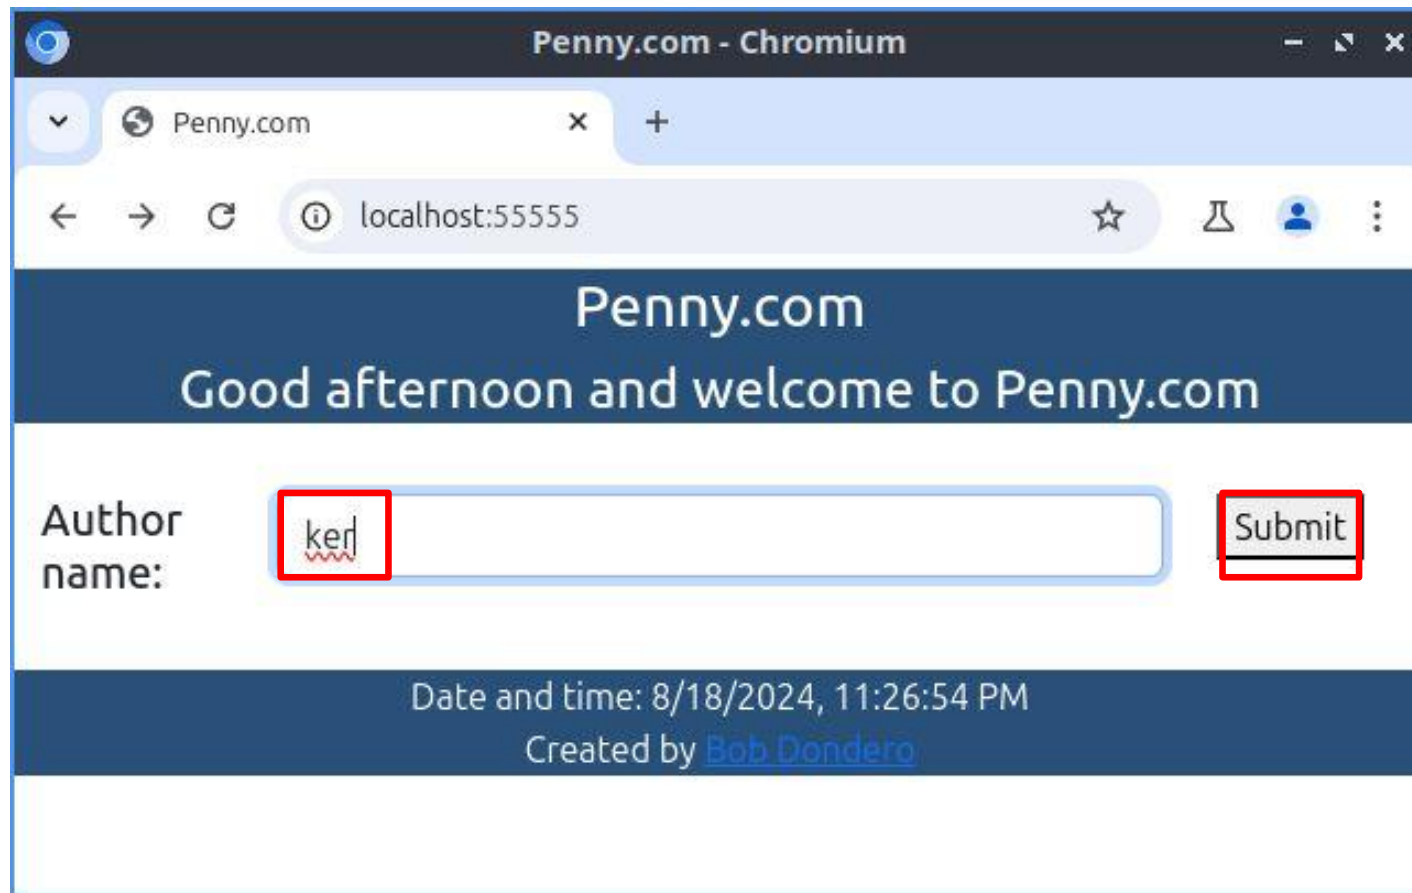 Penny.com - Chromium
Penny.com
localhost:55555
Penny.com
Good afternoon and welcome to Penny.com
Author
name:
ker
Submit
Date and time: 8/18/2024, 11:26:54 PM
Created by Bob Dondero